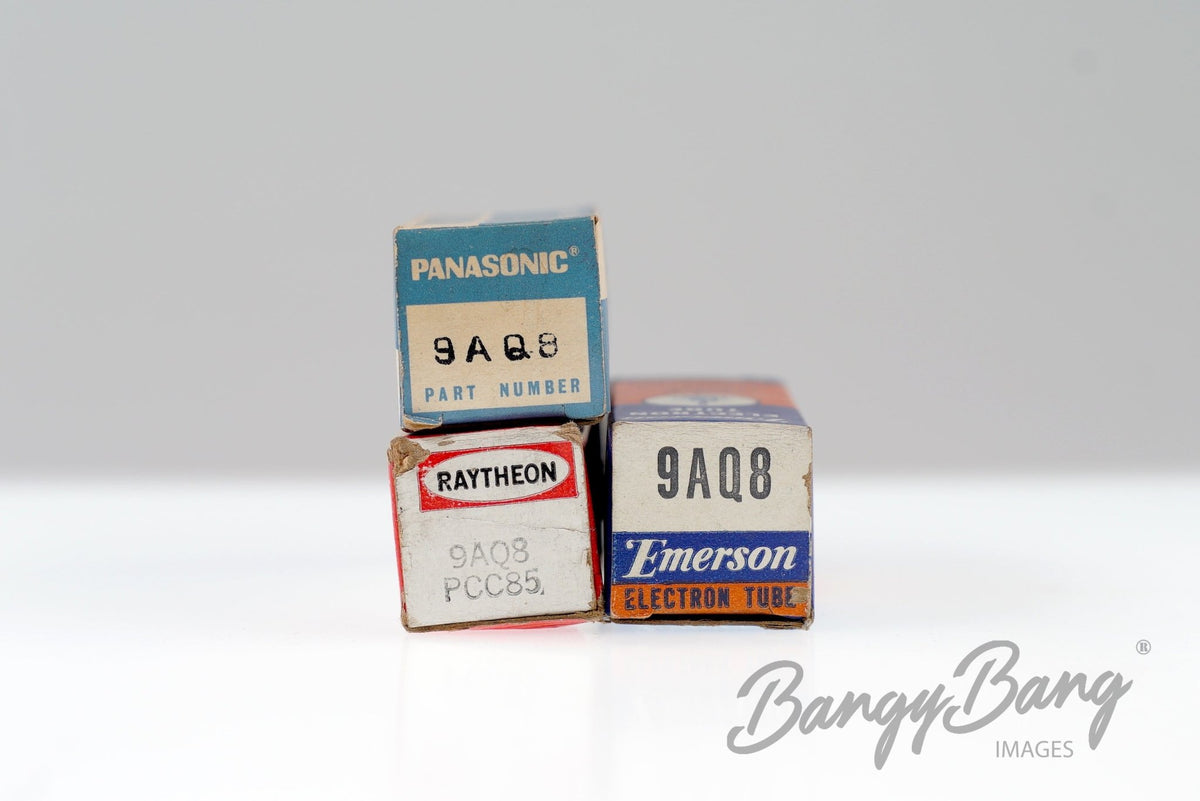 PANASONIC®
9AQ8
PART NUMBER
RAYTHEON
9AQ8
PCC85
9AQ8
Emerson
ELECTRON TUBE
BangyBang®
IMAGES